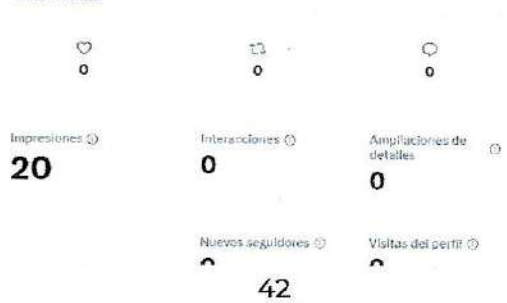 0 0 0
Impresiones Interacciones Ampliaciones de detalles
20 0 0
Nuevos seguidores Visitas del perfil
42